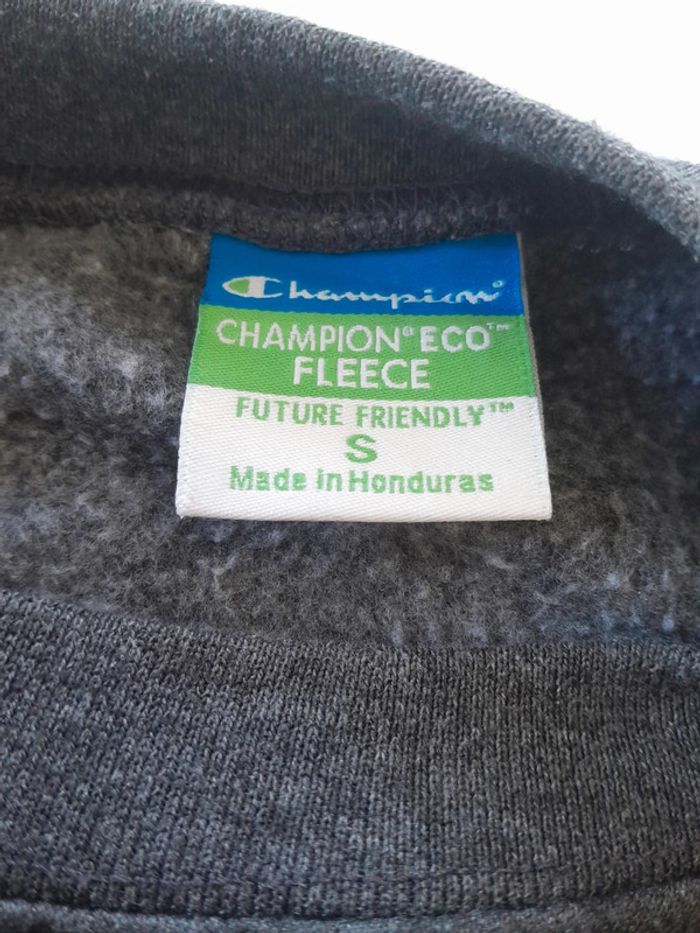 Champion®
CHAMPION® ECO™
FLEECE
FUTURE FRIENDLY™
S
Made in Honduras